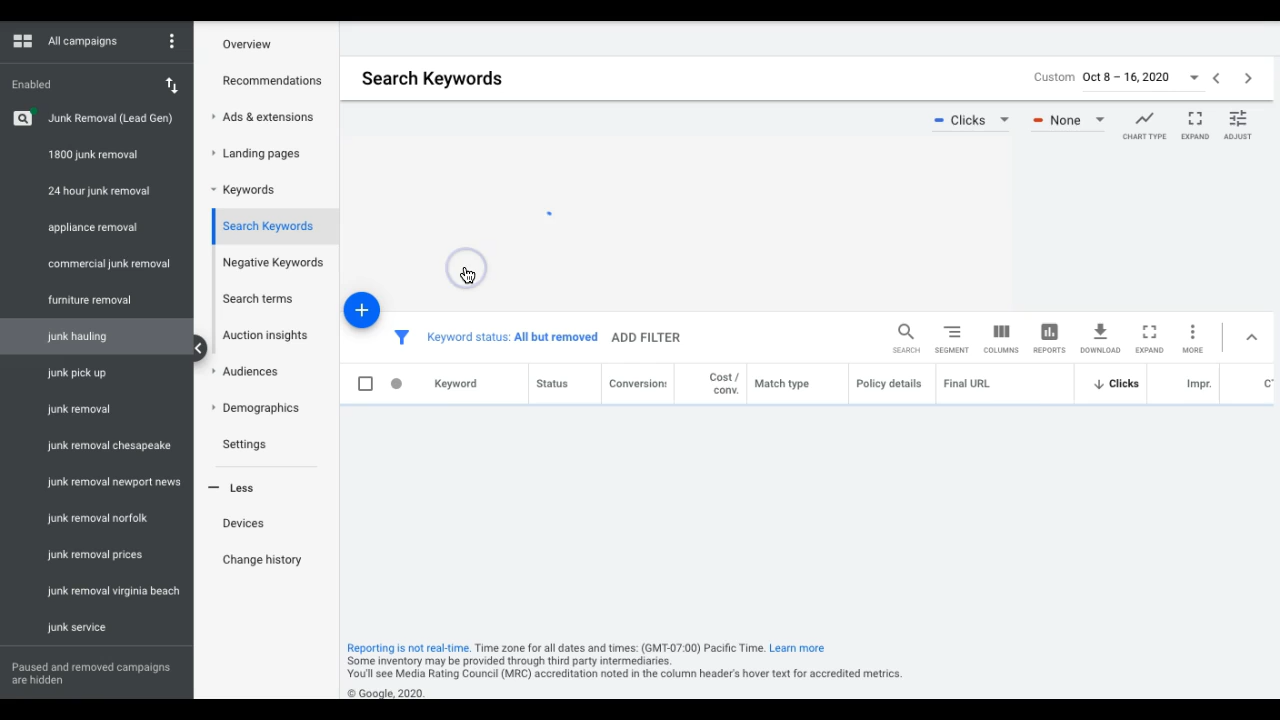 All campaigns
Enabled
Junk Removal (Lead Gen)
1800 junk removal
24 hour junk removal
appliance removal
commercial junk removal
furniture removal
junk hauling
junk pick up
junk removal
junk removal chesapeake
junk removal newport news
junk removal norfolk
junk removal prices
junk removal virginia beach
junk service
Paused and removed campaigns
are hidden
Overview
Recommendations
Ads & extensions
Landing pages
Keywords
Search Keywords
Negative Keywords
Search terms
Auction insights
Audiences
Demographics
Settings
Less
Devices
Change history
Search Keywords
Custom Oct 8 – 16, 2020
Clicks None
CHART TYPE EXPAND ADJUST
Keyword status: All but removed ADD FILTER
SEARCH SEGMENT COLUMNS REPORTS DOWNLOAD EXPAND MORE
Keyword Status Conversions Cost / conv. Match type Policy details Final URL Clicks Impr.
Reporting is not real-time. Time zone for all dates and times: (GMT-07:00) Pacific Time. Learn more
Some inventory may be provided through third party intermediaries.
You'll see Media Rating Council (MRC) accreditation noted in the column header's hover text for accredited metrics.
© Google, 2020.